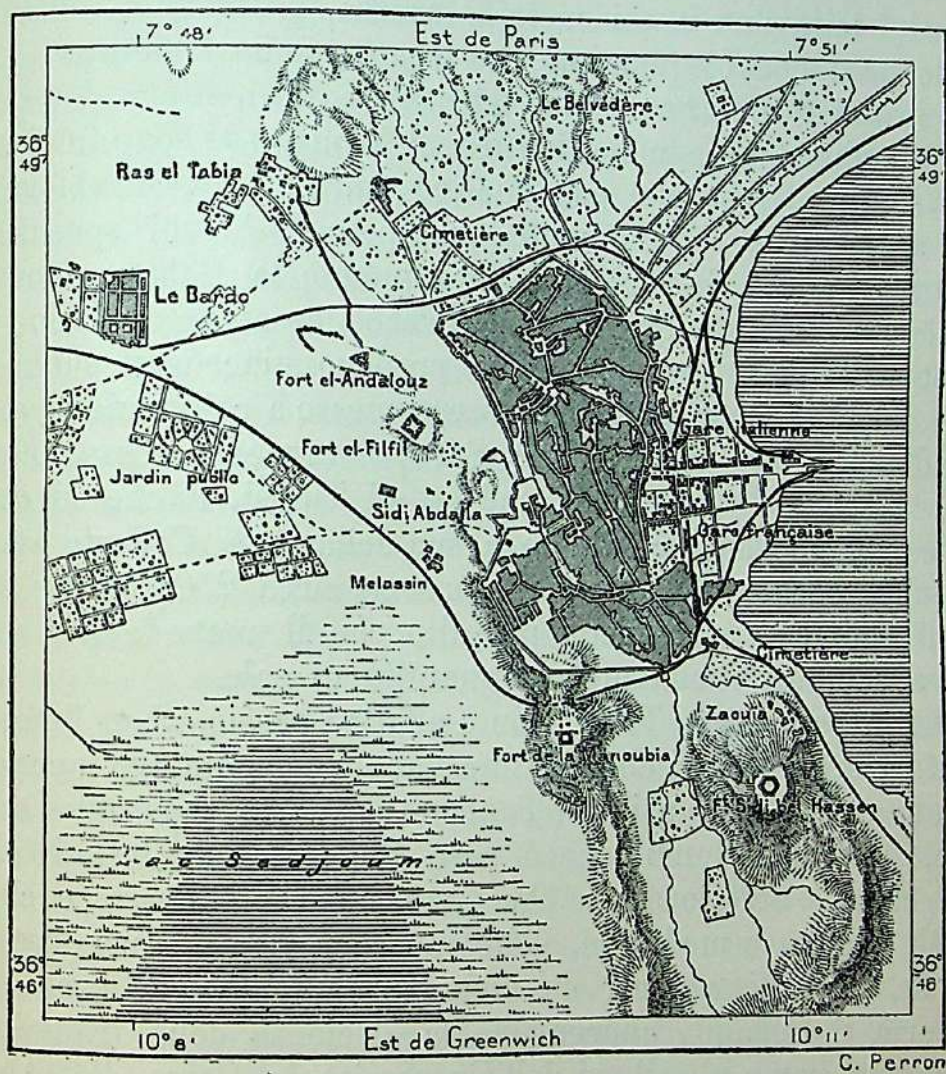 7° 48' Est de Paris 7° 51'
Le Belvédère
36° 49'
36° 49'
Ras el Tabia
Cimetière
Le Bardo
Fort el-Andalouz
Gare italienne
Fort el-Filfil
Jardin public
Sidi Abdalla
Gare française
Melassin
Cimetière
Zaouia
Fort de la Manoubia
Ft Sidi bel Hassen
Lac Sedjoum
36° 46'
36° 46'
10° 8' Est de Greenwich 10° 11'
C. Perron